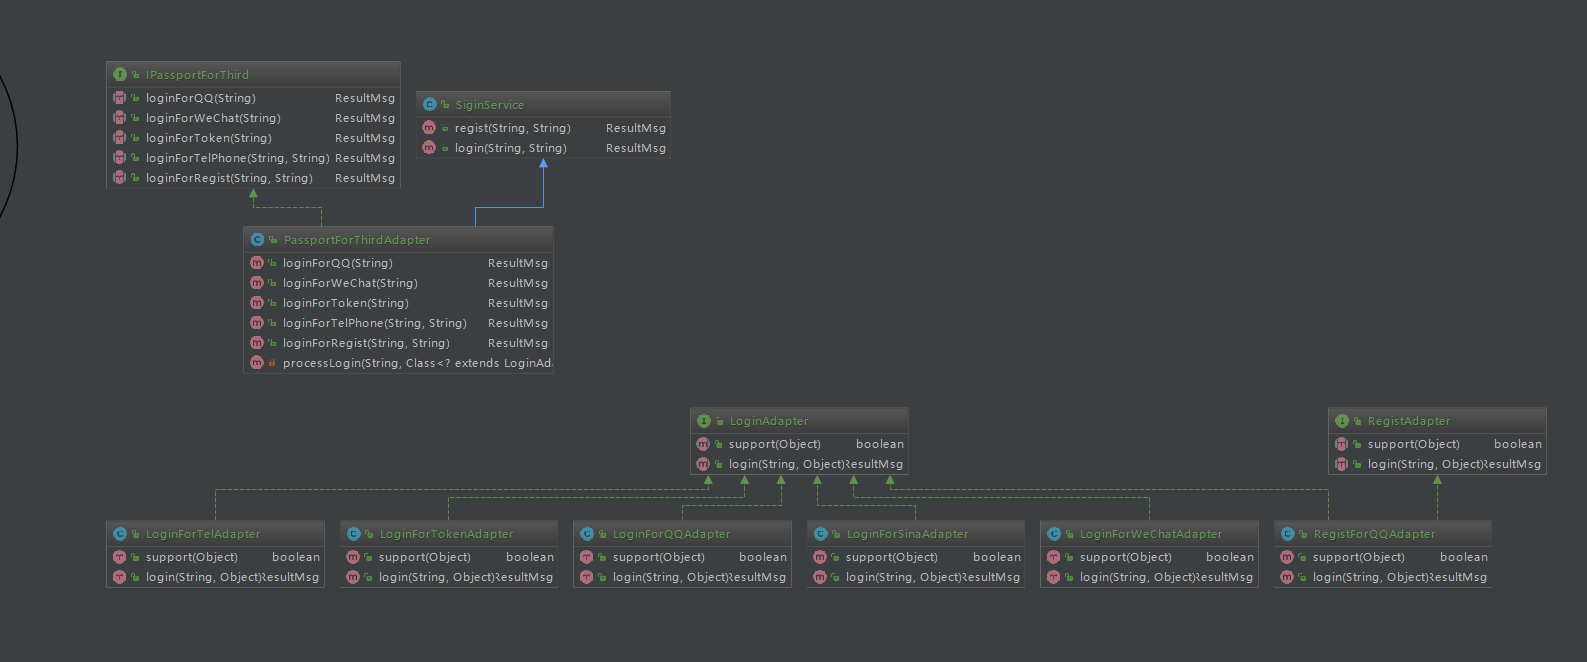 IPassportForThird
loginForQQ(String) ResultMsg
loginForWeChat(String) ResultMsg
loginForToken(String) ResultMsg
loginForTelPhone(String, String) ResultMsg
loginForRegist(String, String) ResultMsg
SiginService
regist(String, String) ResultMsg
login(String, String) ResultMsg
PassportForThirdAdapter
loginForQQ(String) ResultMsg
loginForWeChat(String) ResultMsg
loginForToken(String) ResultMsg
loginForTelPhone(String, String) ResultMsg
loginForRegist(String, String) ResultMsg
processLogin(String, Class<? extends LoginAd
LoginAdapter
support(Object) boolean
login(String, Object) ResultMsg
RegistAdapter
support(Object) boolean
login(String, Object) ResultMsg
LoginForTelAdapter
support(Object) boolean
login(String, Object) ResultMsg
LoginForTokenAdapter
support(Object) boolean
login(String, Object) ResultMsg
LoginForQQAdapter
support(Object) boolean
login(String, Object) ResultMsg
LoginForSinaAdapter
support(Object) boolean
login(String, Object) ResultMsg
LoginForWeChatAdapter
support(Object) boolean
login(String, Object) ResultMsg
RegistForQQAdapter
support(Object) boolean
login(String, Object) ResultMsg